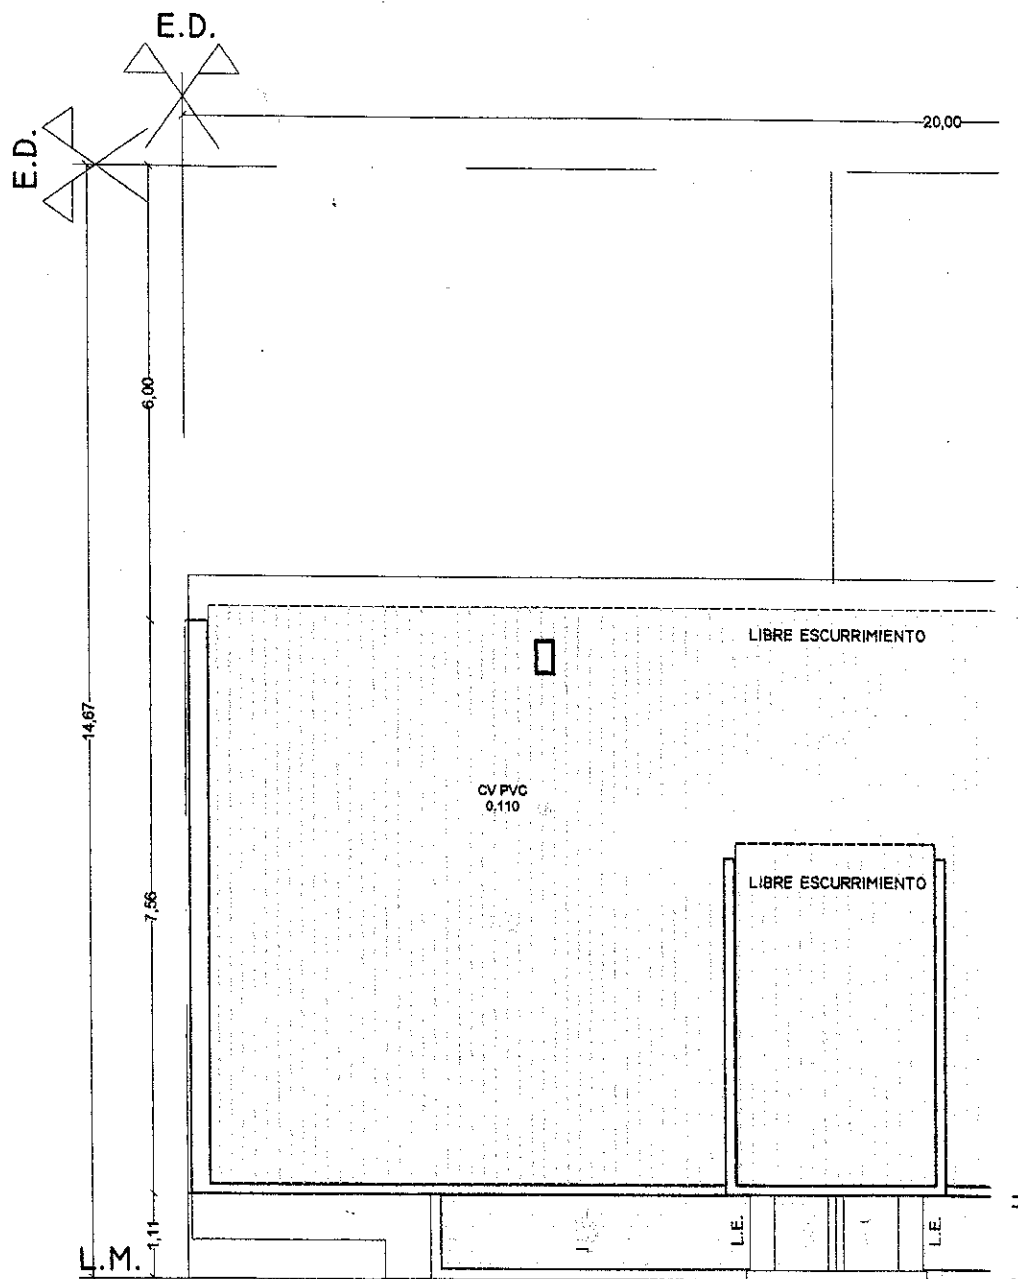 E.D.
E.D.
20,00
6,00
LIBRE ESCURRIMIENTO
14,67
CV PVC
0,110
LIBRE ESCURRIMIENTO
7,56
1,11
L.E.
L.E.
L.M.